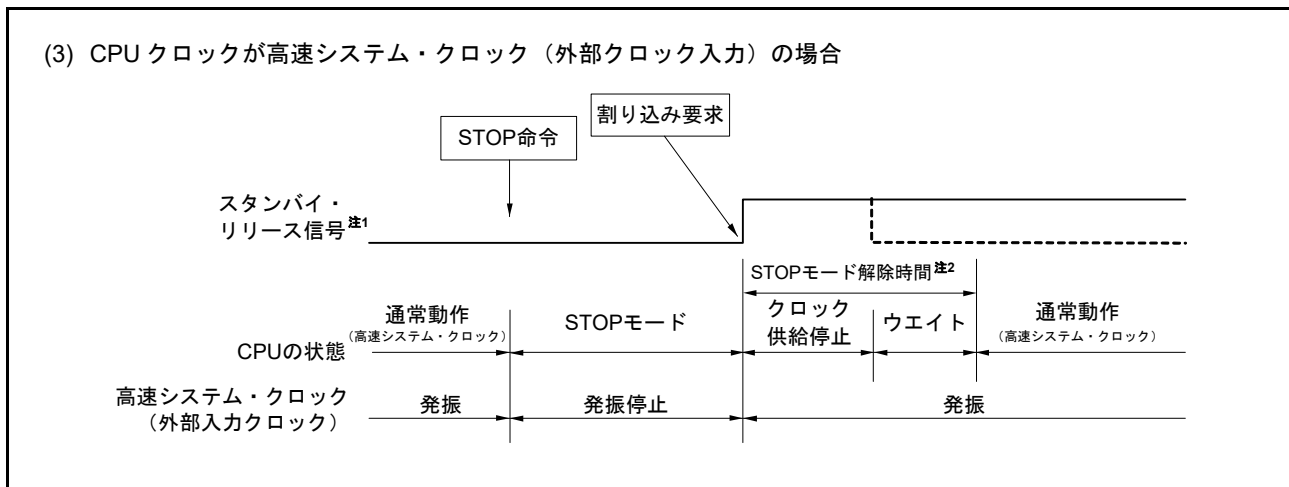 (3) CPU クロックが高速システム・クロック（外部クロック入力）の場合
割り込み要求
STOP命令
スタンバイ・
リリース信号注1
STOPモード解除時間注2
通常動作
（高速システム・クロック）
STOPモード
クロック
供給停止
ウエイト
通常動作
（高速システム・クロック）
CPUの状態
高速システム・クロック
（外部入力クロック）
発振
発振停止
発振